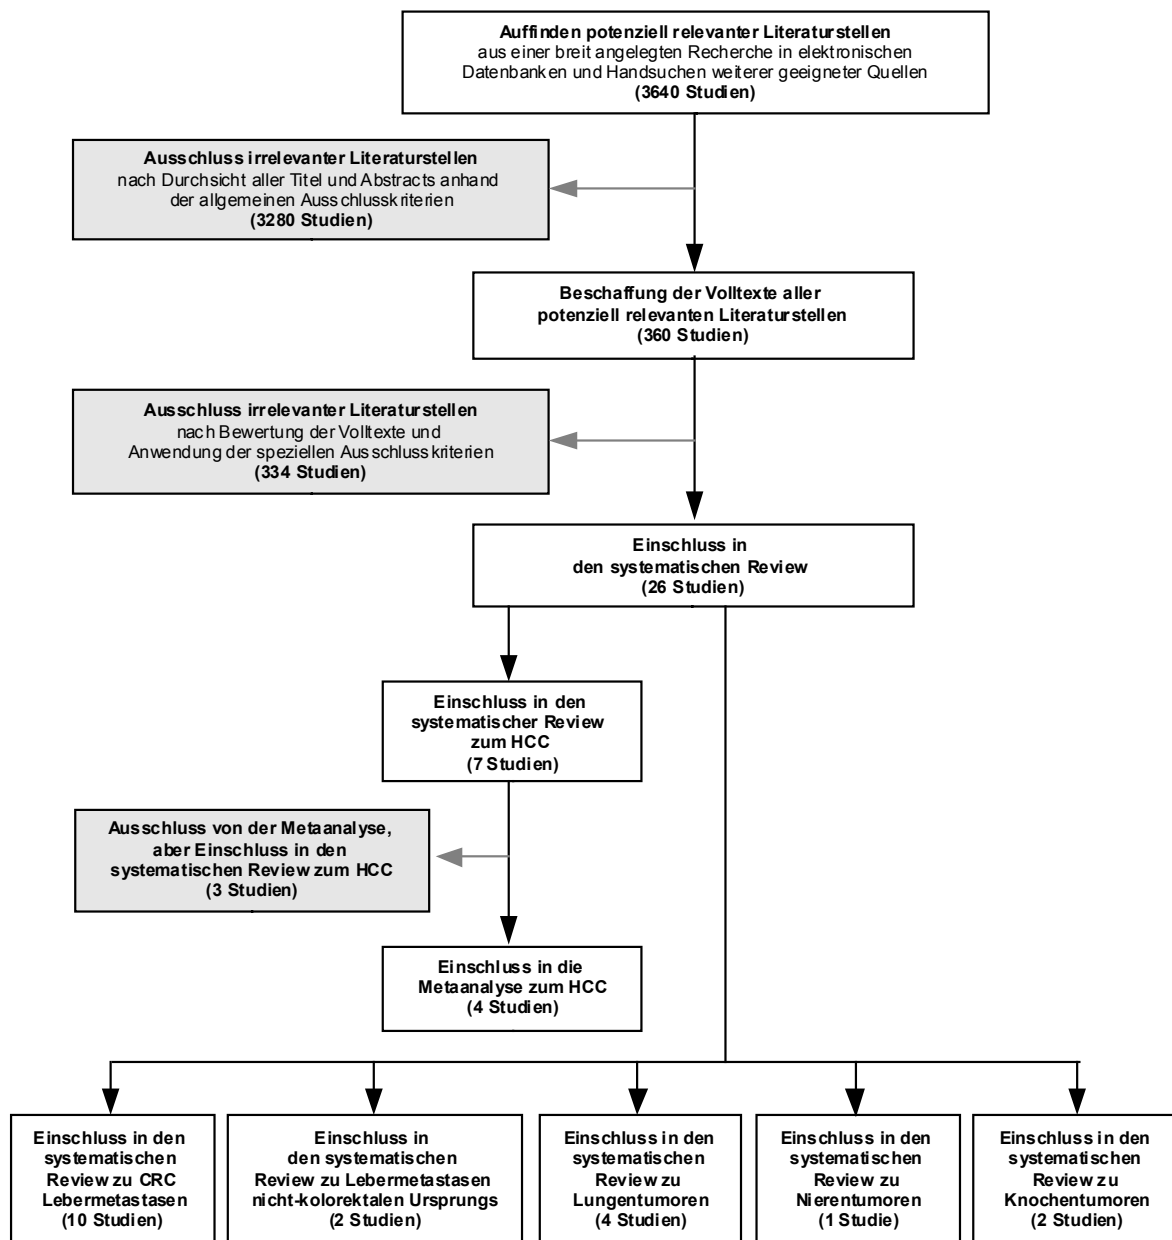 Auffinden potenziell relevanter Literaturstellen
aus einer breit angelegten Recherche in elektronischen
Datenbanken und Handsuchen weiterer geeigneter Quellen
(3640 Studien)
Ausschluss irrelevanter Literaturstellen
nach Durchsicht aller Titel und Abstracts anhand
der allgemeinen Ausschlusskriterien
(3280 Studien)
Beschaffung der Volltexte aller
potenziell relevanten Literaturstellen
(360 Studien)
Ausschluss irrelevanter Literaturstellen
nach Bewertung der Volltexte und
Anwendung der speziellen Ausschlusskriterien
(334 Studien)
Einschluss in
den systematischen Review
(26 Studien)
Einschluss in den
systematischer Review
zum HCC
(7 Studien)
Ausschluss von der Metaanalyse,
aber Einschluss in den
systematischen Review zum HCC
(3 Studien)
Einschluss in die
Metaanalyse zum HCC
(4 Studien)
Einschluss in den
systematischen
Review zu CRC
Lebermetastasen
(10 Studien)
Einschluss in
den systematischen
Review zu Lebermetastasen
nicht-kolorektalen Ursprungs
(2 Studien)
Einschluss in den
systematischen
Review zu
Lungentumoren
(4 Studien)
Einschluss in den
systematischen
Review zu
Nierentumoren
(1 Studie)
Einschluss in den
systematischen
Review zu
Knochentumoren
(2 Studien)